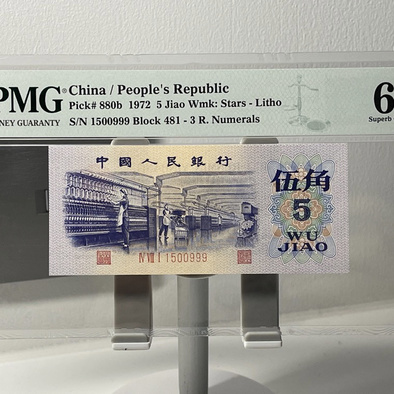 PMG China / People's Republic
Pick# 880b 1972 5 Jiao Wmk: Stars - Litho
NEY GUARANTY S/N 1500999 Block 481 - 3 R. Numerals
6
Superb
中國人民銀行
伍角
5
WU
JIAO
IV VIII I 1500999